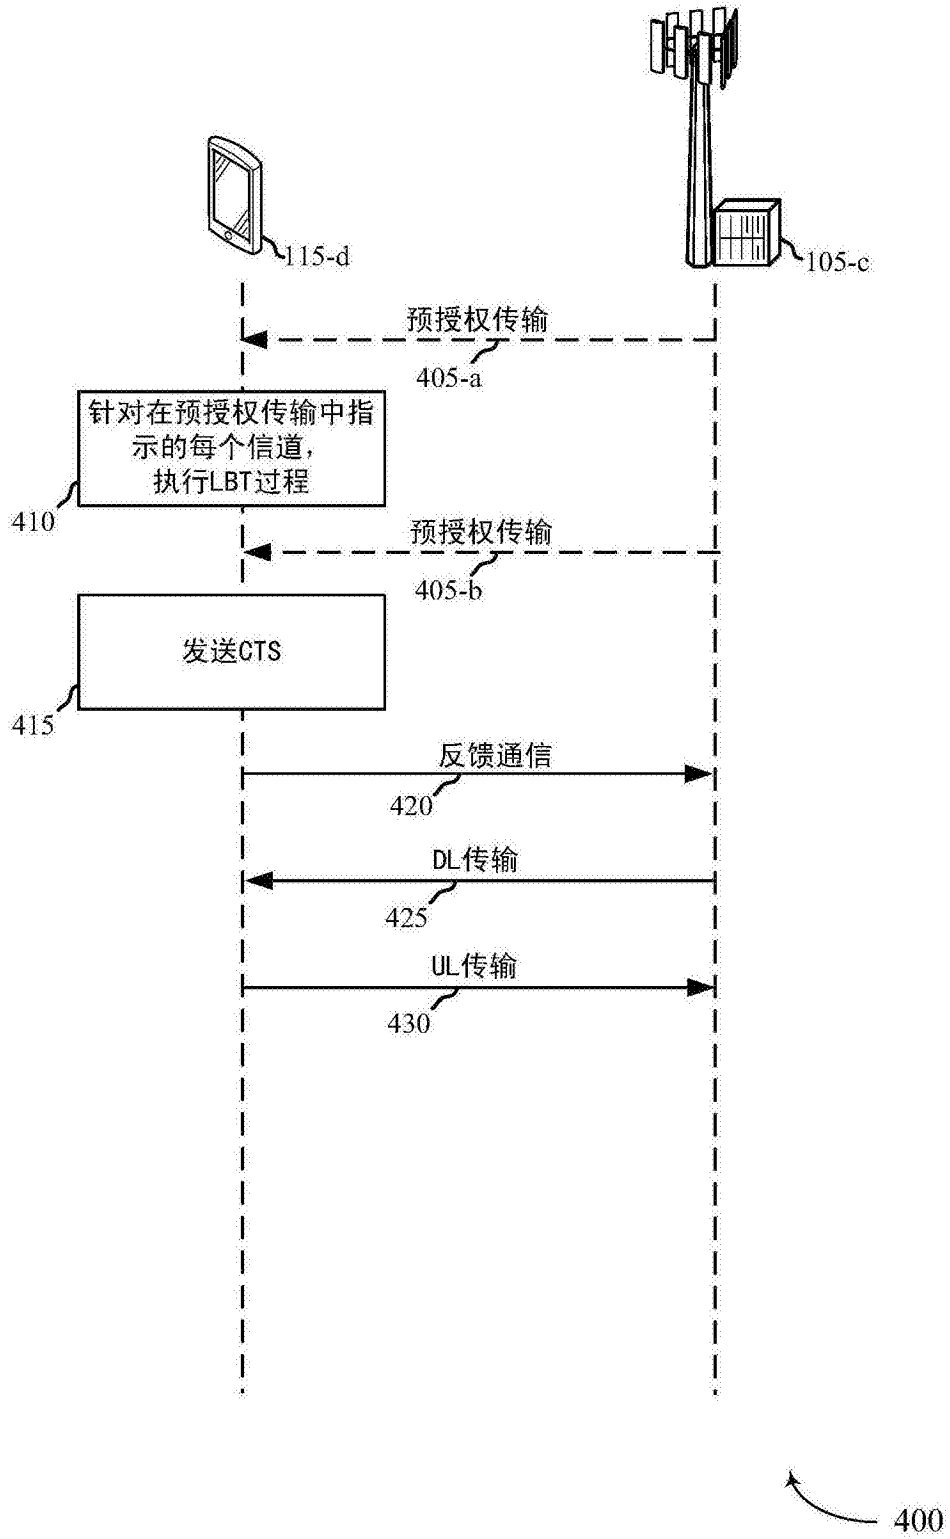 115-d
105-c
预授权传输
405-a
针对在预授权传输中指
示的每个信道，
执行LBT过程
410
预授权传输
405-b
发送CTS
415
反馈通信
420
DL传输
425
UL传输
430
400